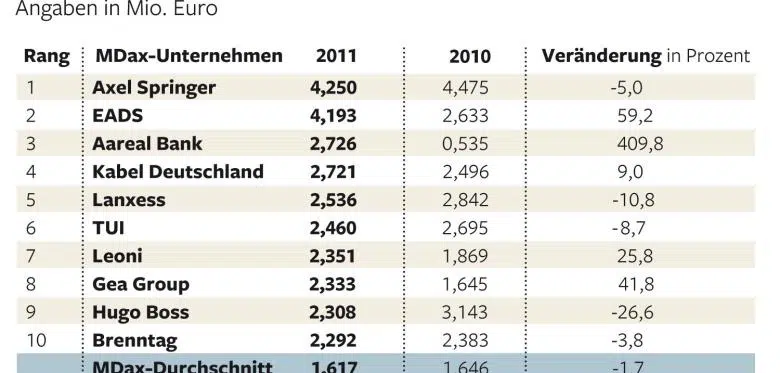 Angaben in Mio. Euro
Rang MDax-Unternehmen 2011 2010 Veränderung in Prozent
1 Axel Springer 4,250 4,475 -5,0
2 EADS 4,193 2,633 59,2
3 Aareal Bank 2,726 0,535 409,8
4 Kabel Deutschland 2,721 2,496 9,0
5 Lanxess 2,536 2,842 -10,8
6 TUI 2,460 2,695 -8,7
7 Leoni 2,351 1,869 25,8
8 Gea Group 2,333 1,645 41,8
9 Hugo Boss 2,308 3,143 -26,6
10 Brenntag 2,292 2,383 -3,8
MDax-Durchschnitt 1,617 1,646 -1,7